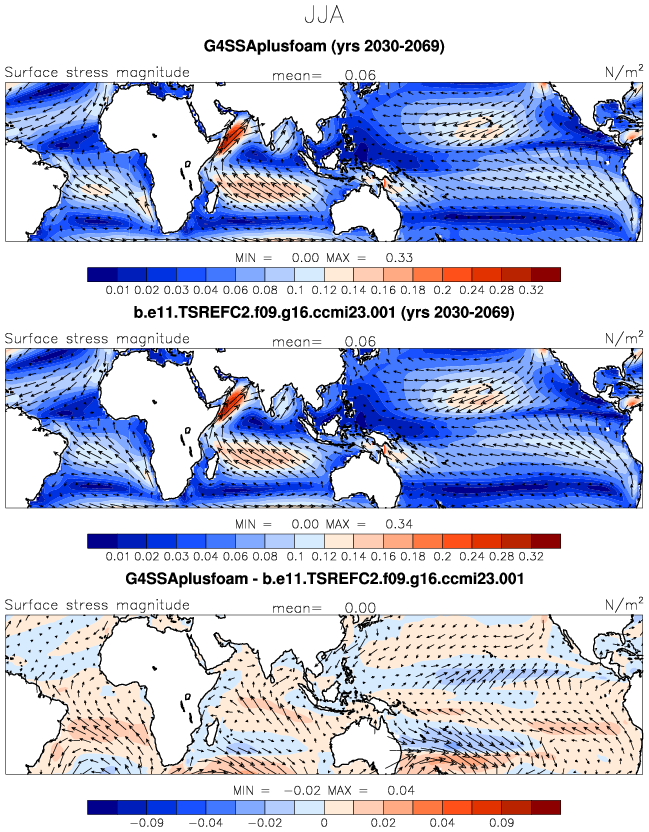 JJA
G4SSAplusfoam (yrs 2030-2069)
Surface stress magnitude mean= 0.06 N/m²
MIN = 0.00 MAX = 0.33
0.01 0.02 0.03 0.04 0.06 0.08 0.1 0.12 0.14 0.16 0.18 0.2 0.24 0.28 0.32
b.e11.TSREFC2.f09.g16.ccmi23.001 (yrs 2030-2069)
Surface stress magnitude mean= 0.06 N/m²
MIN = 0.00 MAX = 0.34
0.01 0.02 0.03 0.04 0.06 0.08 0.1 0.12 0.14 0.16 0.18 0.2 0.24 0.28 0.32
G4SSAplusfoam - b.e11.TSREFC2.f09.g16.ccmi23.001
Surface stress magnitude mean= 0.00 N/m²
MIN = -0.02 MAX = 0.04
-0.09 -0.04 -0.02 0 0.02 0.04 0.09